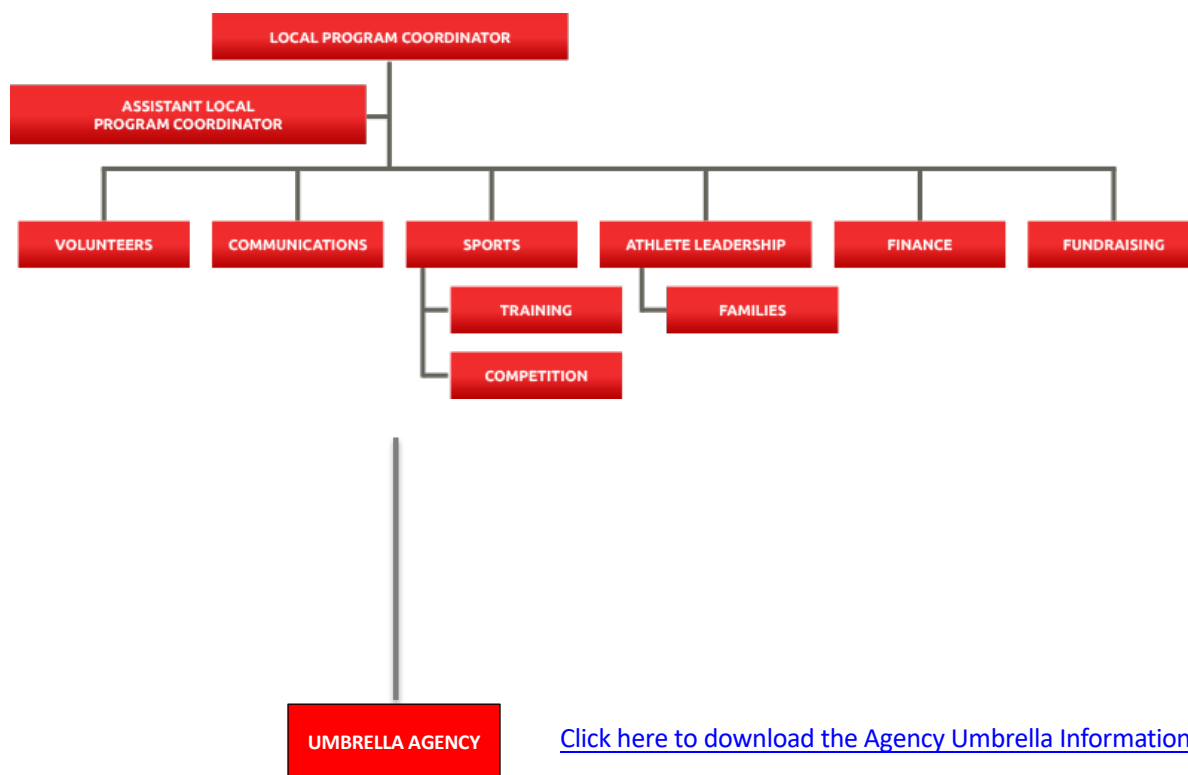 LOCAL PROGRAM COORDINATOR
ASSISTANT LOCAL
PROGRAM COORDINATOR
VOLUNTEERS
COMMUNICATIONS
SPORTS
ATHLETE LEADERSHIP
FINANCE
FUNDRAISING
TRAINING
FAMILIES
COMPETITION
UMBRELLA AGENCY
Click here to download the Agency Umbrella Information